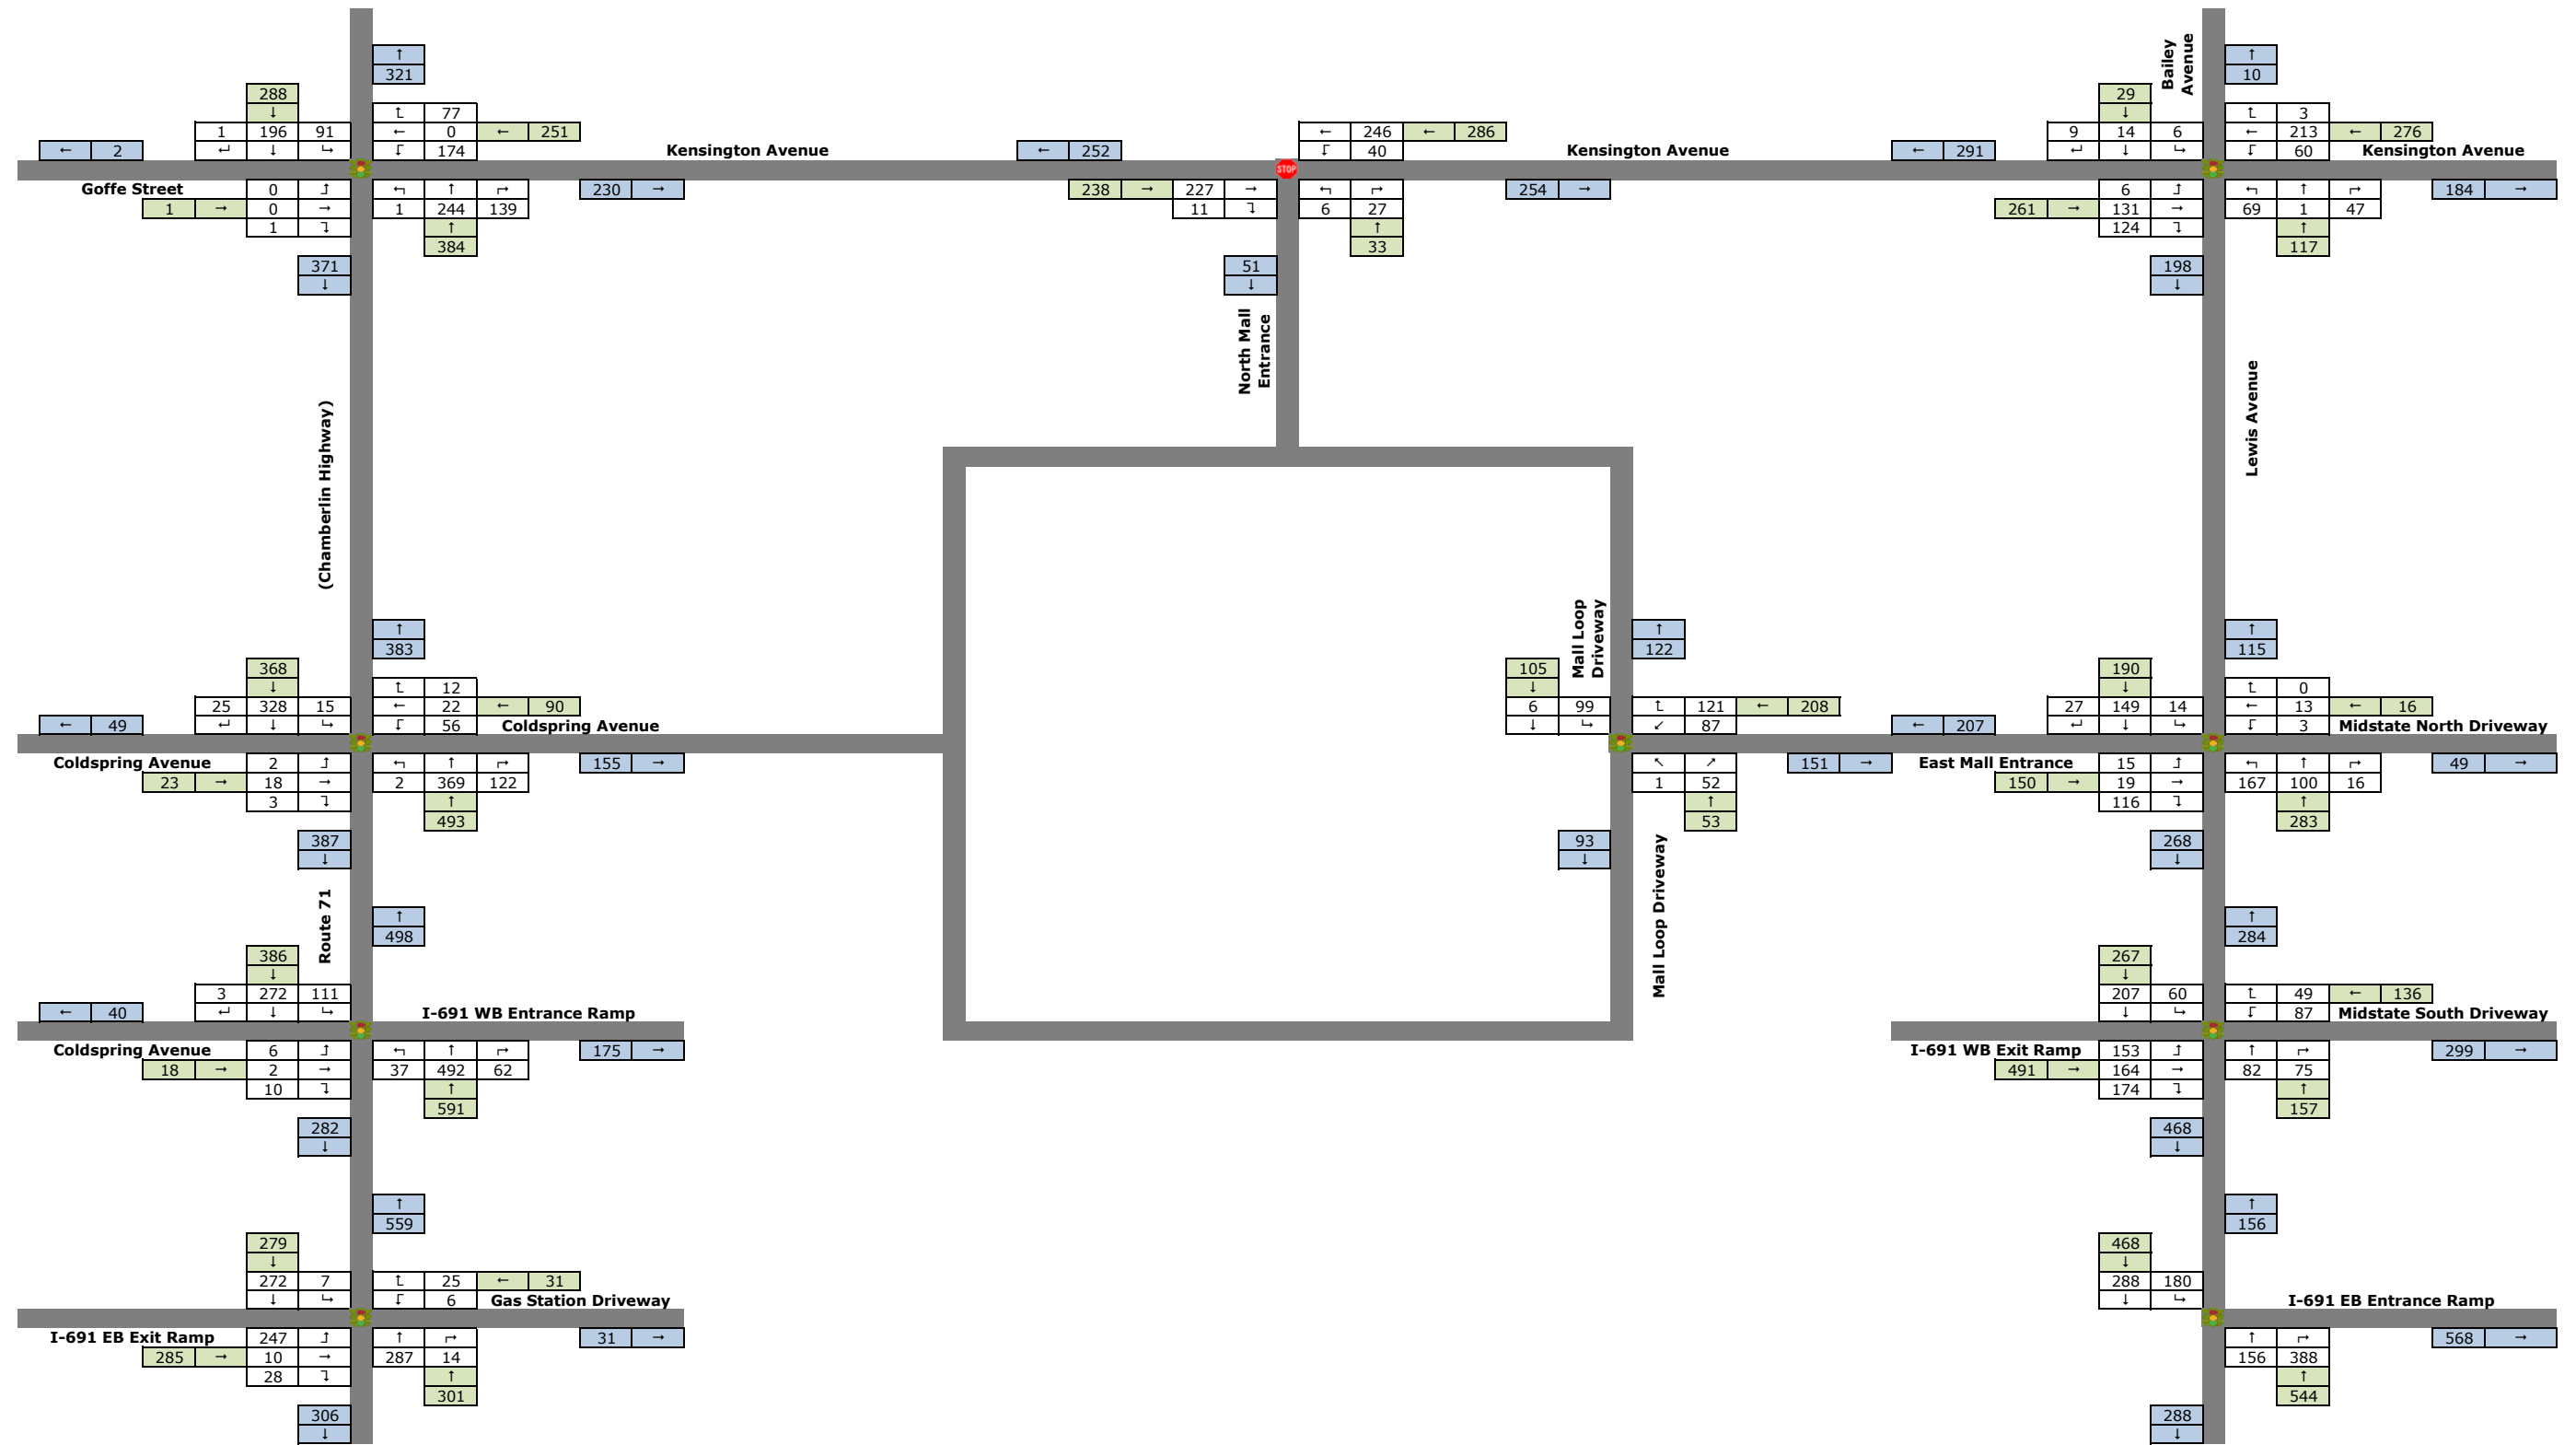 ↑
321
288
↓
1 196 91
↵ ↓ ↳
↑ 77
← 0 ← 251
↓ 174
← 2
Goffe Street
0
1 → 0 →
1
↰ ↑ ↱
1 244 139
↑
384
371
↓
230 →
Kensington Avenue
← 252
← 246 ← 286
40
Kensington Avenue
238 → 227 →
11
↰ ↱
6 27
↑
33
254 →
51
↓
North Mall
Entrance
Bailey
Avenue
↑
10
29
↓
9 14 6
↵ ↓ ↳
3
← 213 ← 276
60
← 291
Kensington Avenue
6
261 → 131 →
124
↰ ↑ ↱
69 1 47
↑
117
184 →
198
↓
(Chamberlin Highway)
Lewis Avenue
↑
383
368
↓
25 328 15
↵ ↓ ↳
12
← 22 ← 90
56
← 49
Coldspring Avenue
Coldspring Avenue
2
23 → 18 →
3
↰ ↑ ↱
2 369 122
↑
493
155 →
387
↓
Mall Loop
Driveway
↑
122
105
↓
6 99
↓ ↳
121 ← 208
↙ 87
↖ ↗
1 52
↑
53
151 →
93
↓
Mall Loop Driveway
↑
115
190
↓
27 149 14
↵ ↓ ↳
0
← 13 ← 16
3
← 207
Midstate North Driveway
East Mall Entrance
15
150 → 19 →
116
↰ ↑ ↱
167 100 16
↑
283
49 →
268
↓
Route 71
↑
498
386
↓
3 272 111
↵ ↓ ↳
← 40
I-691 WB Entrance Ramp
Coldspring Avenue
6
18 → 2 →
10
↰ ↑ ↱
37 492 62
↑
591
175 →
282
↓
↑
284
267
↓
207 60
↓ ↳
49 ← 136
87
Midstate South Driveway
I-691 WB Exit Ramp
153
491 → 164 →
174
↑ ↱
82 75
↑
157
299 →
468
↓
↑
559
279
↓
272 7
↓ ↳
25 ← 31
6
Gas Station Driveway
I-691 EB Exit Ramp
247
285 → 10 →
28
↑ ↱
287 14
↑
301
31 →
306
↓
↑
156
468
↓
288 180
↓ ↳
I-691 EB Entrance Ramp
↑ ↱
156 388
↑
544
568 →
288
↓
STOP